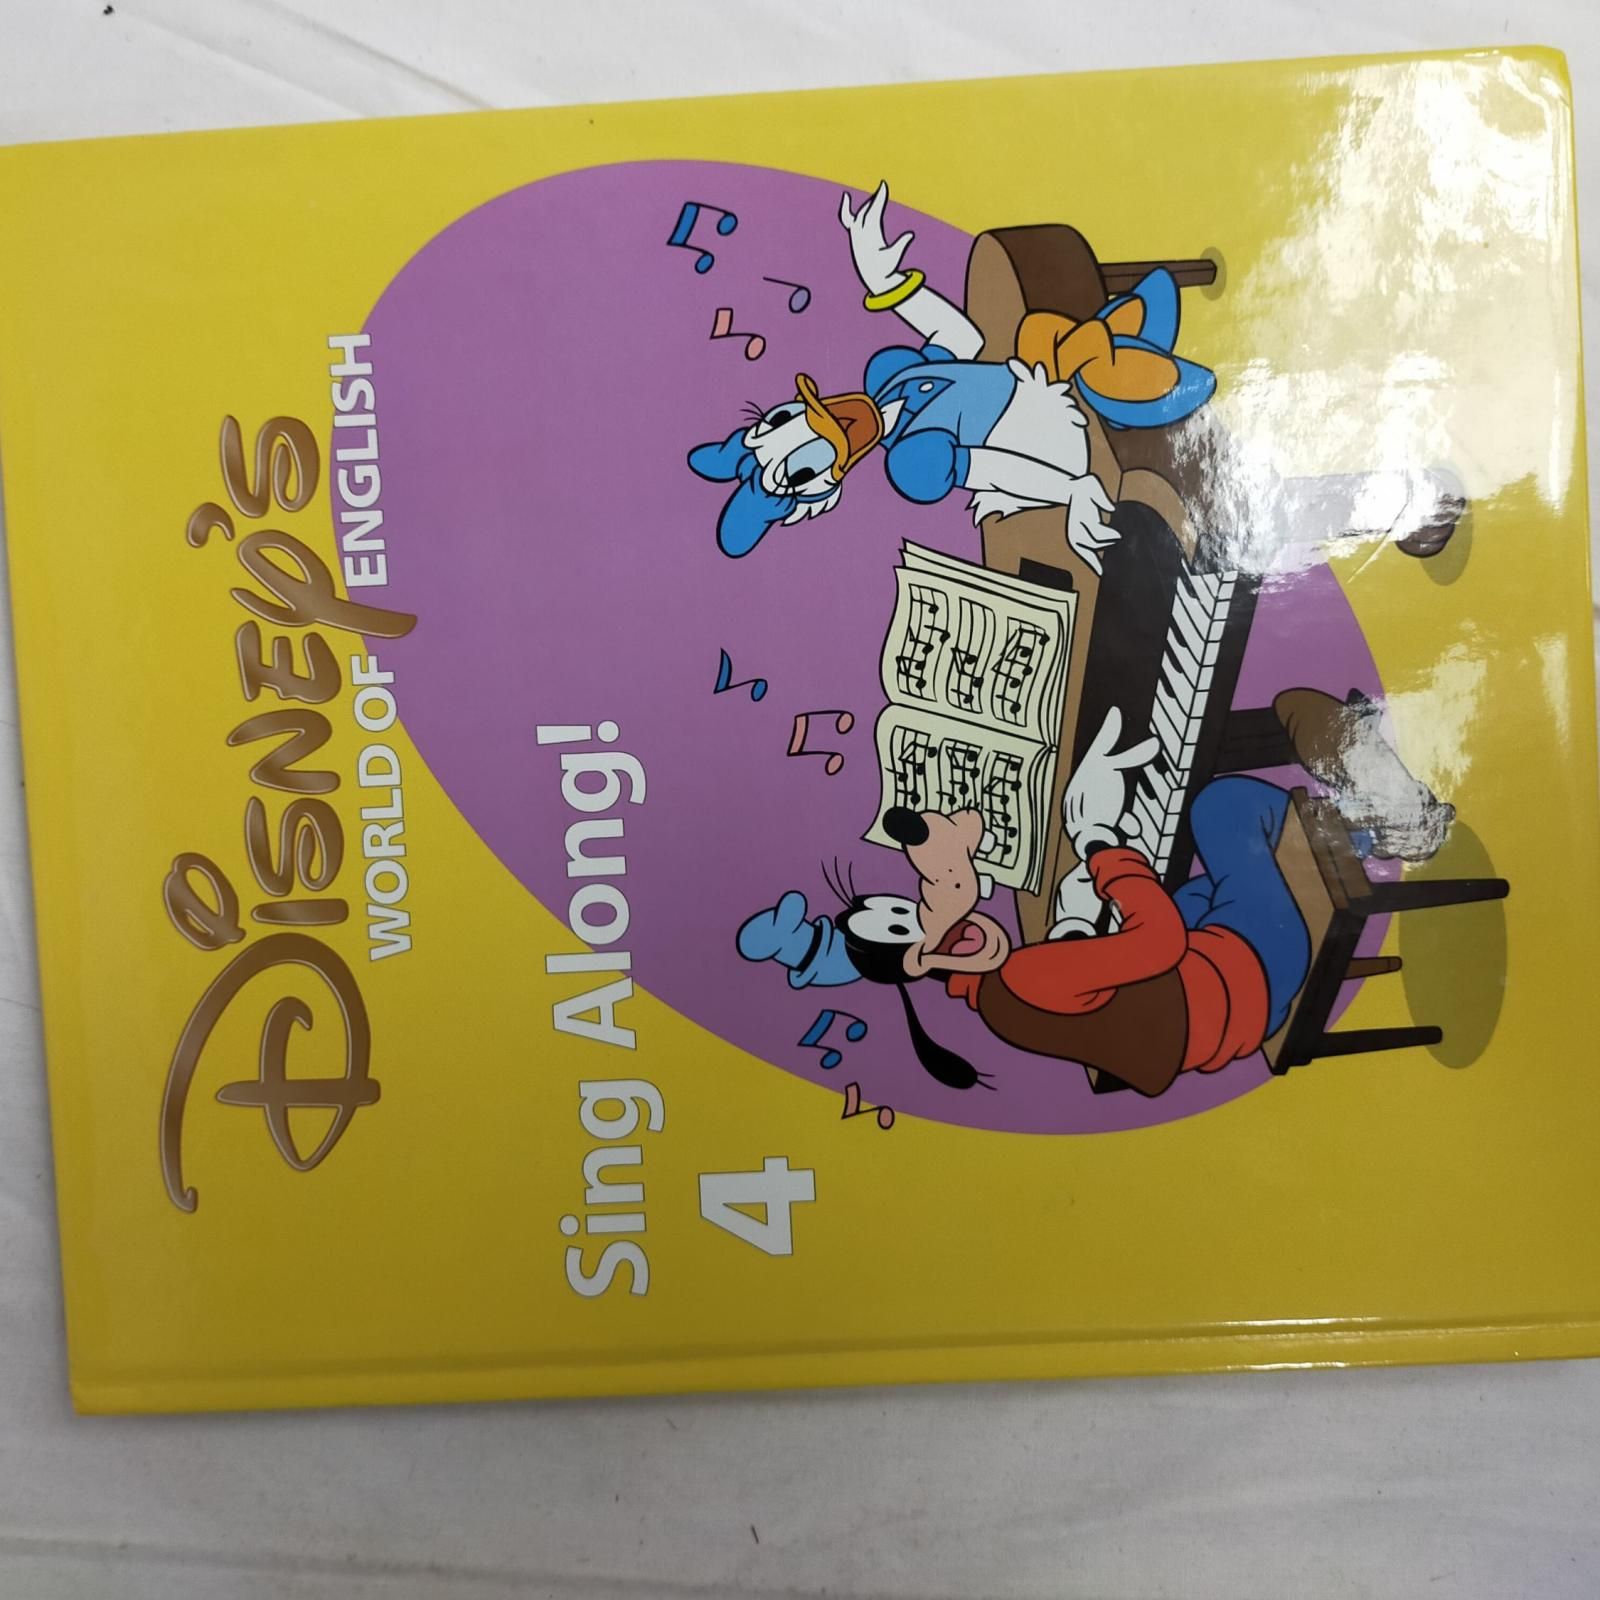 Disney's
WORLD OF ENGLISH
Sing Along!
4